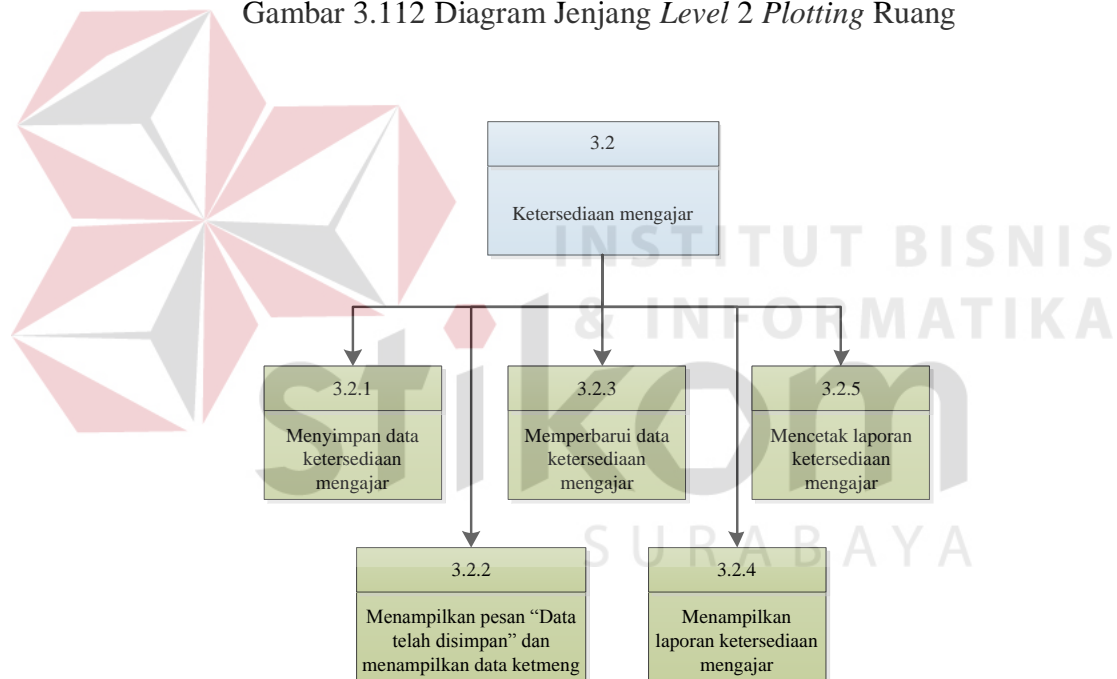 Gambar 3.112 Diagram Jenjang Level 2 Plotting Ruang
3.2
Ketersediaan mengajar
INSTITUT BISNIS
& INFORMATIKA
stikom
SURABAYA
3.2.1
Menyimpan data
ketersediaan
mengajar
3.2.3
Memperbarui data
ketersediaan
mengajar
3.2.5
Mencetak laporan
ketersediaan
mengajar
3.2.2
Menampilkan pesan “Data
telah disimpan” dan
menampilkan data ketmeng
3.2.4
Menampilkan
laporan ketersediaan
mengajar